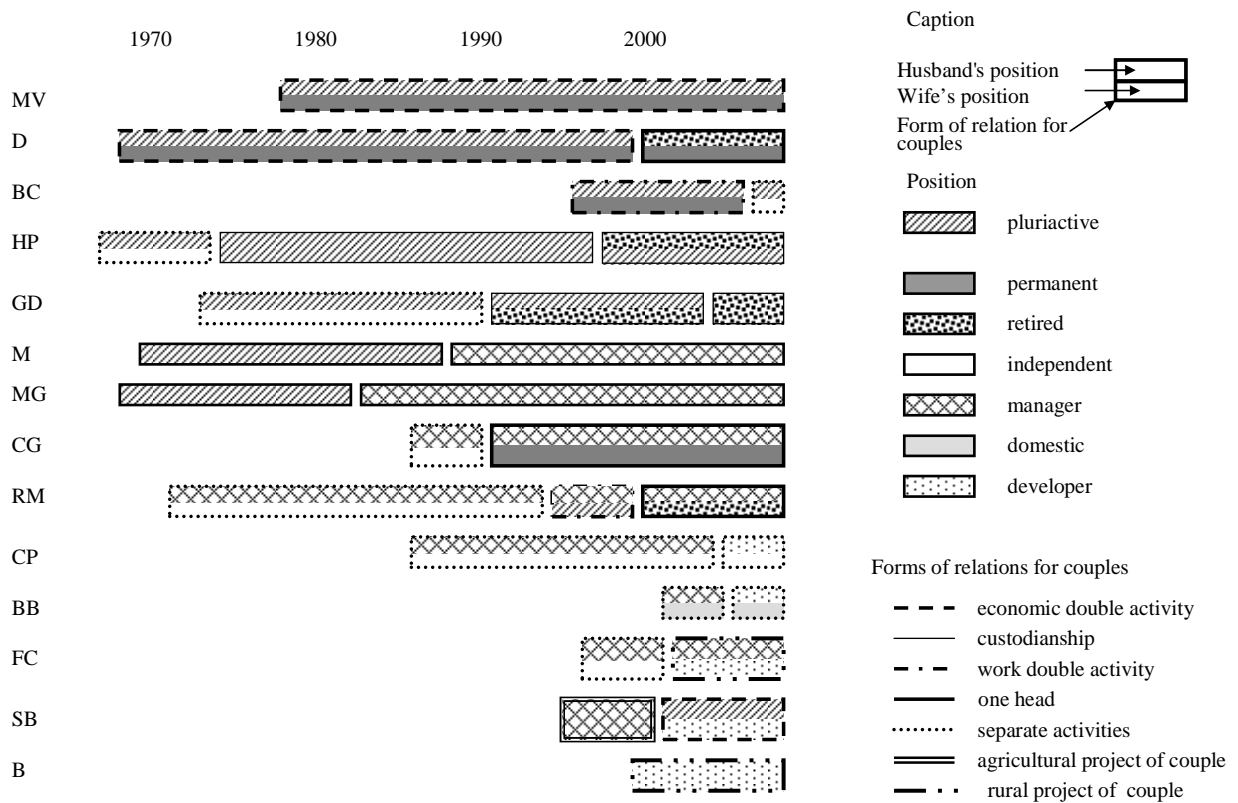 1970 1980 1990 2000
MV
D
BC
HP
GD
M
MG
CG
RM
CP
BB
FC
SB
B
Caption
Husband's position
Wife's position
Form of relation for
couples
Position
pluriactive
permanent
retired
independent
manager
domestic
developer
Forms of relations for couples
economic double activity
custodianship
work double activity
one head
separate activities
agricultural project of couple
rural project of couple